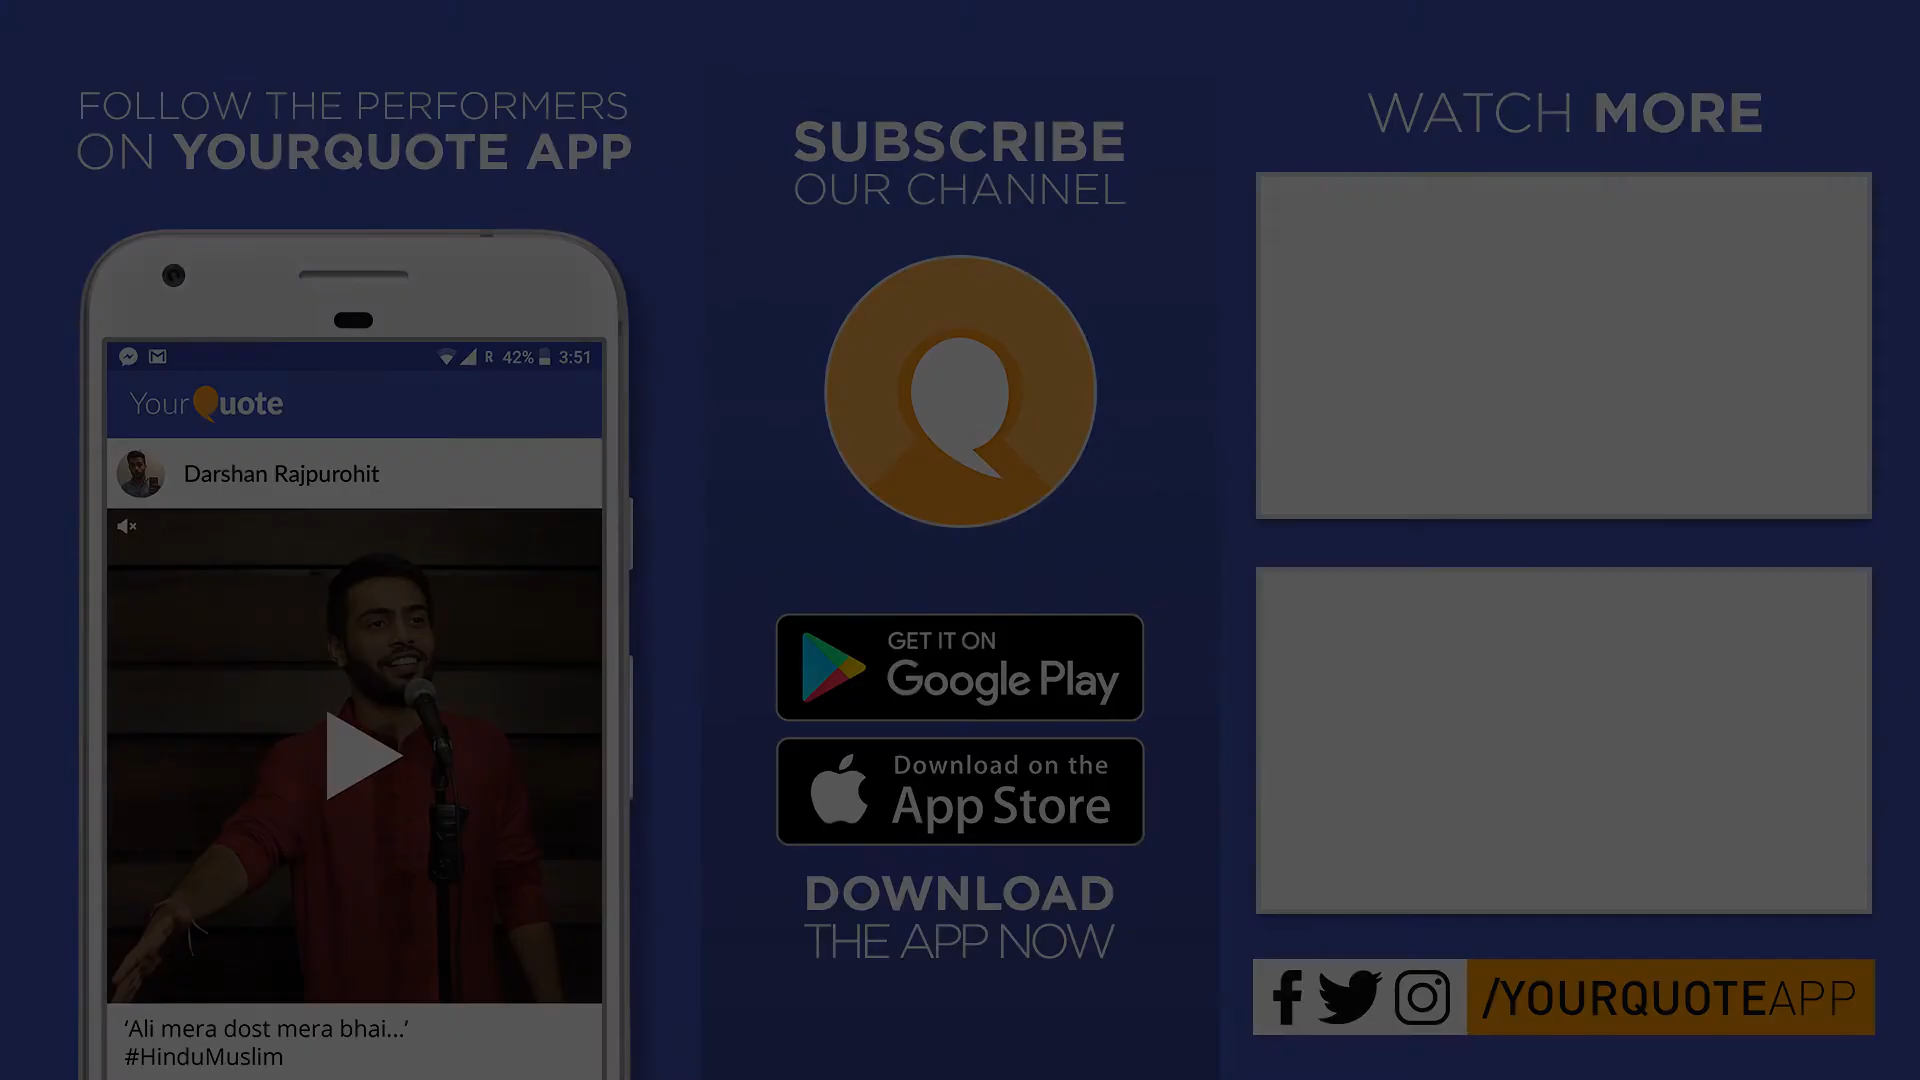 FOLLOW THE PERFORMERS
ON YOURQUOTE APP
R 42% 3:51
YourQuote
Darshan Rajpurohit
‘Ali mera dost mera bhai...’
#HinduMuslim
SUBSCRIBE
OUR CHANNEL
GET IT ON
Google Play
Download on the
App Store
DOWNLOAD
THE APP NOW
WATCH MORE
/YOURQUOTEAPP